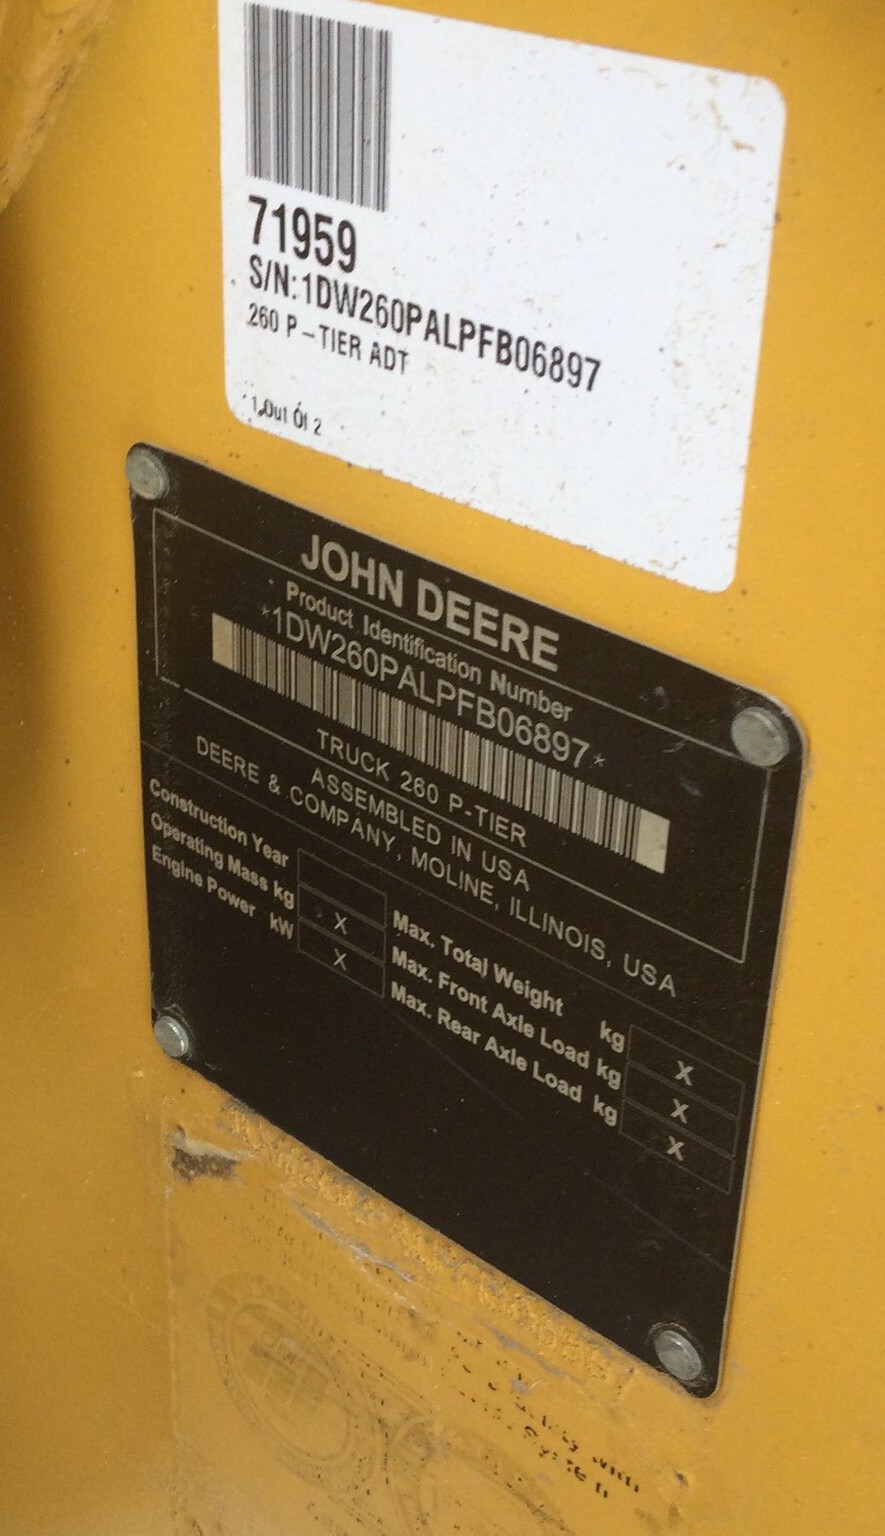 71959
S/N:1DW260PALPFB06897
260 P-TIER ADT
1 Out Of 2
JOHN DEERE
Product Identification Number
*1DW260PALPFB06897*
TRUCK 260 P-TIER
ASSEMBLED IN USA
DEERE & COMPANY, MOLINE, ILLINOIS, USA
Construction Year
Operating Mass kg X
Engine Power kW X
Max. Total Weight kg X
Max. Front Axle Load kg X
Max. Rear Axle Load kg X